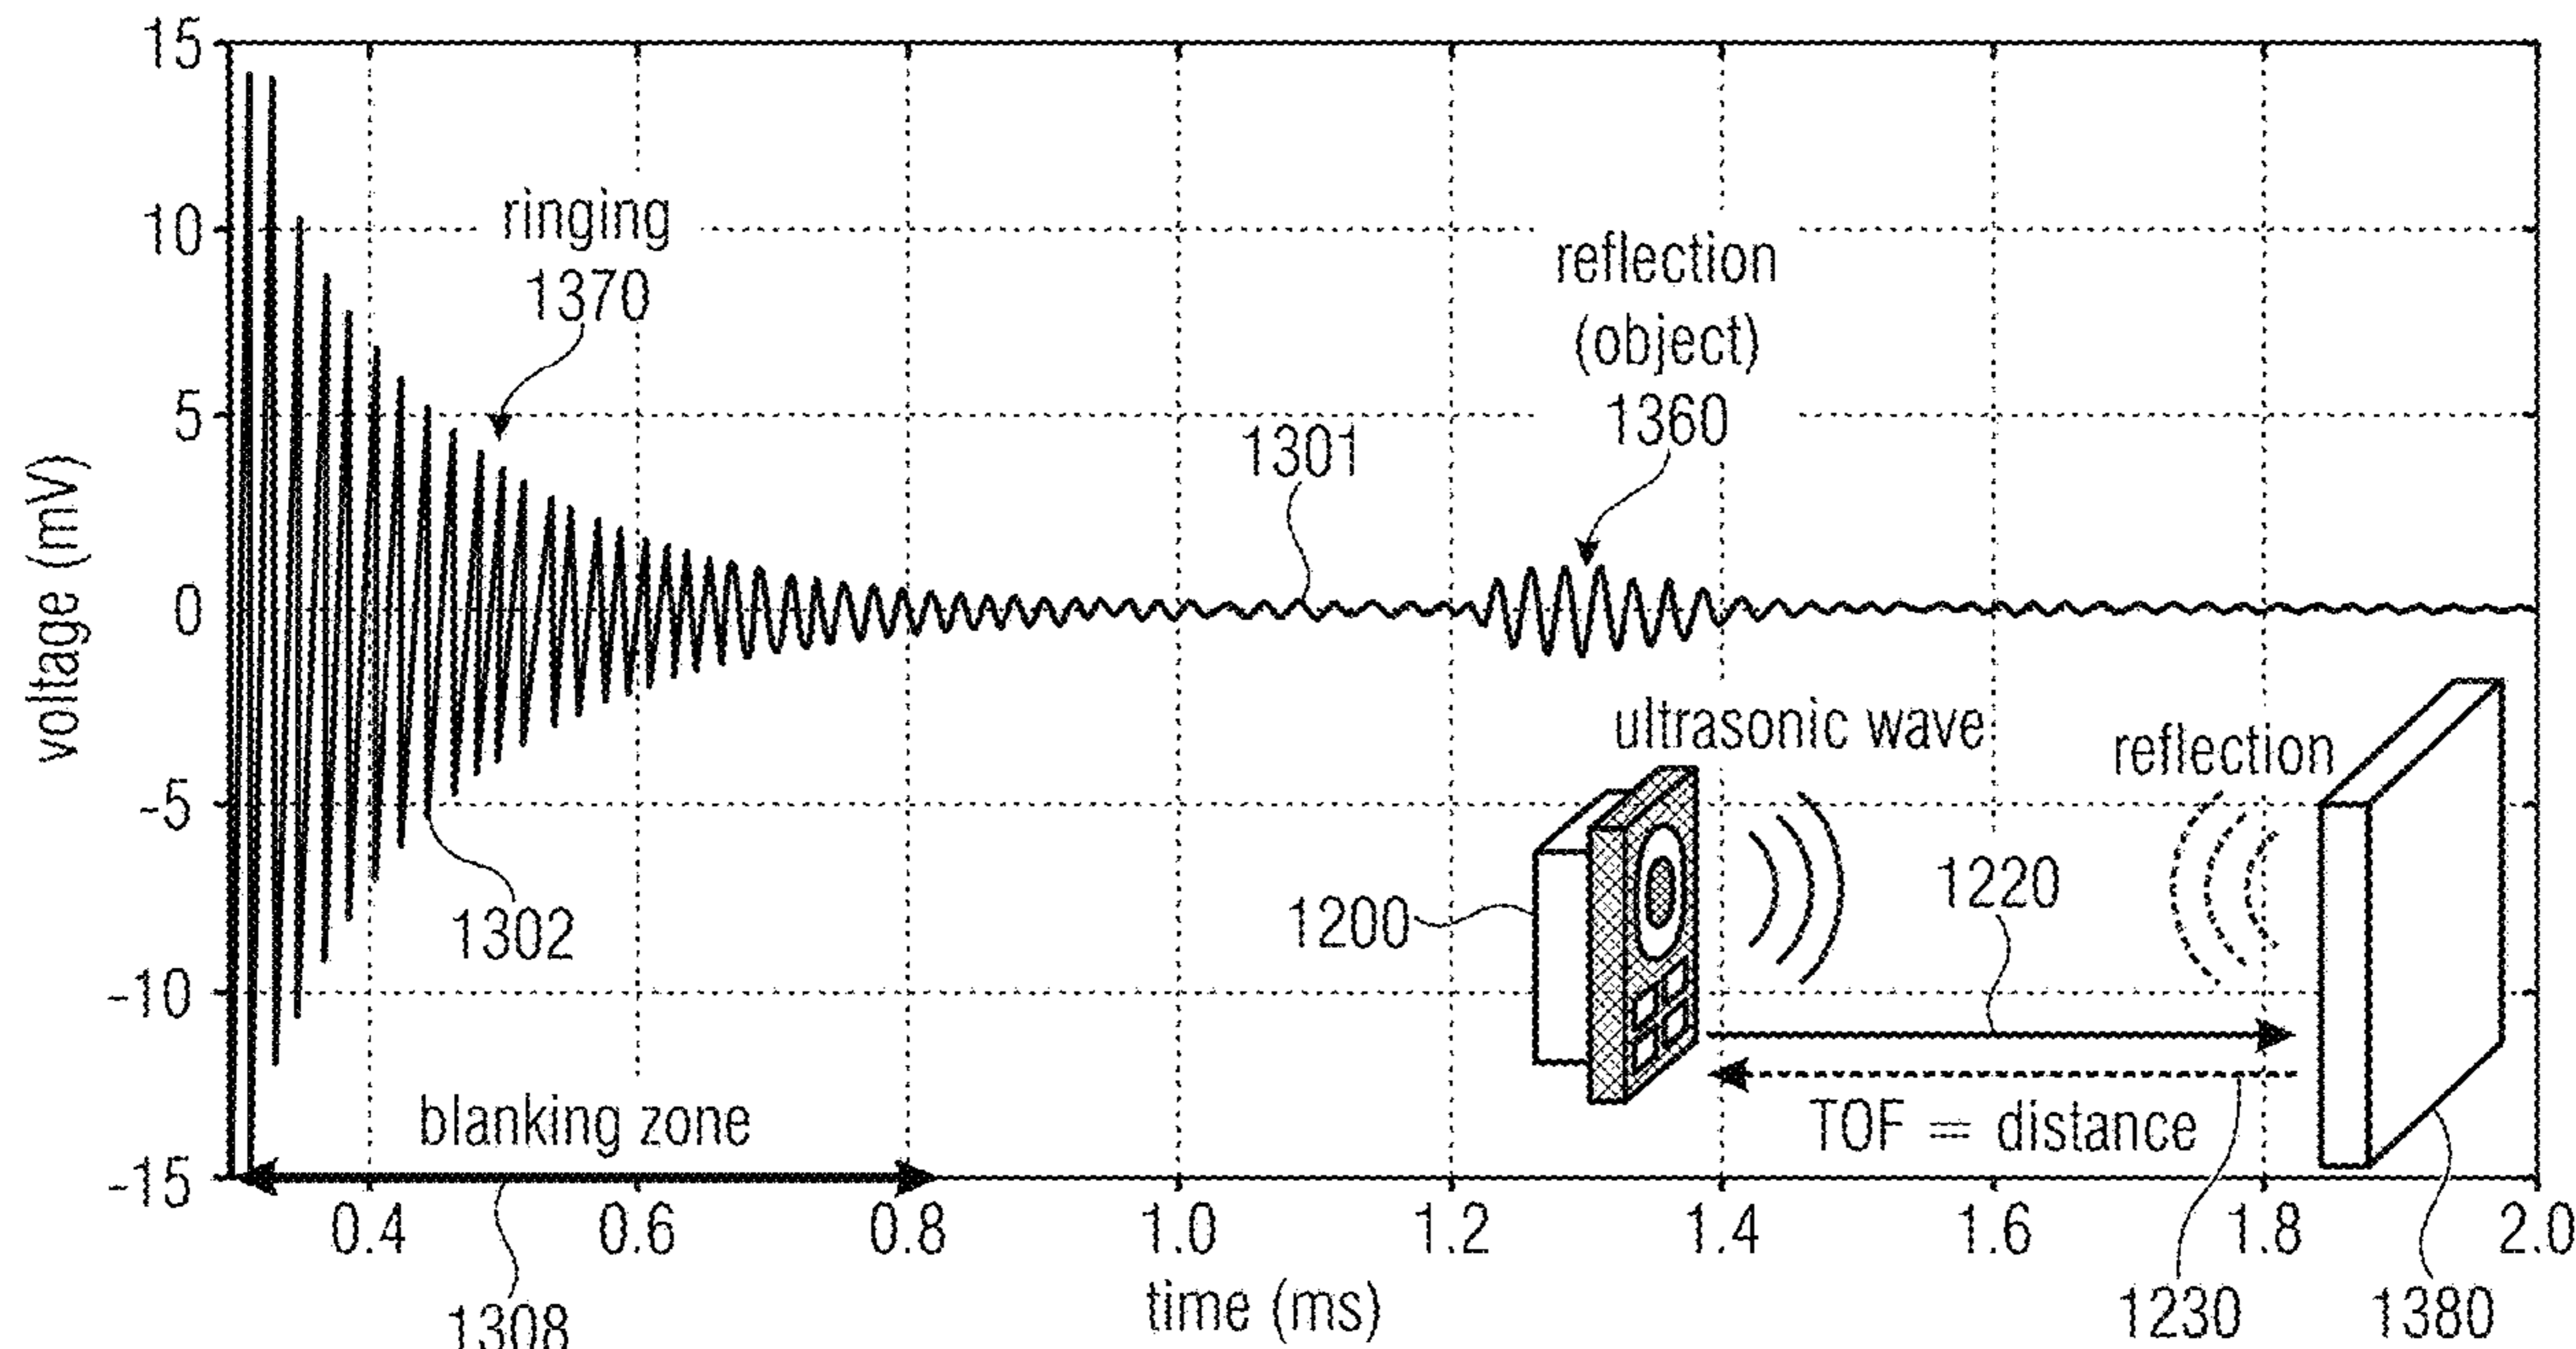 15
10
5
0
-5
-10
-15
voltage (mV)
ringing
1370
reflection
(object)
1360
1301
1302
ultrasonic wave
reflection
1200
1220
TOF = distance
blanking zone
0.4 0.6 0.8 1.0 1.2 1.4 1.6 1.8 2.0
time (ms)
1308
1230
1380